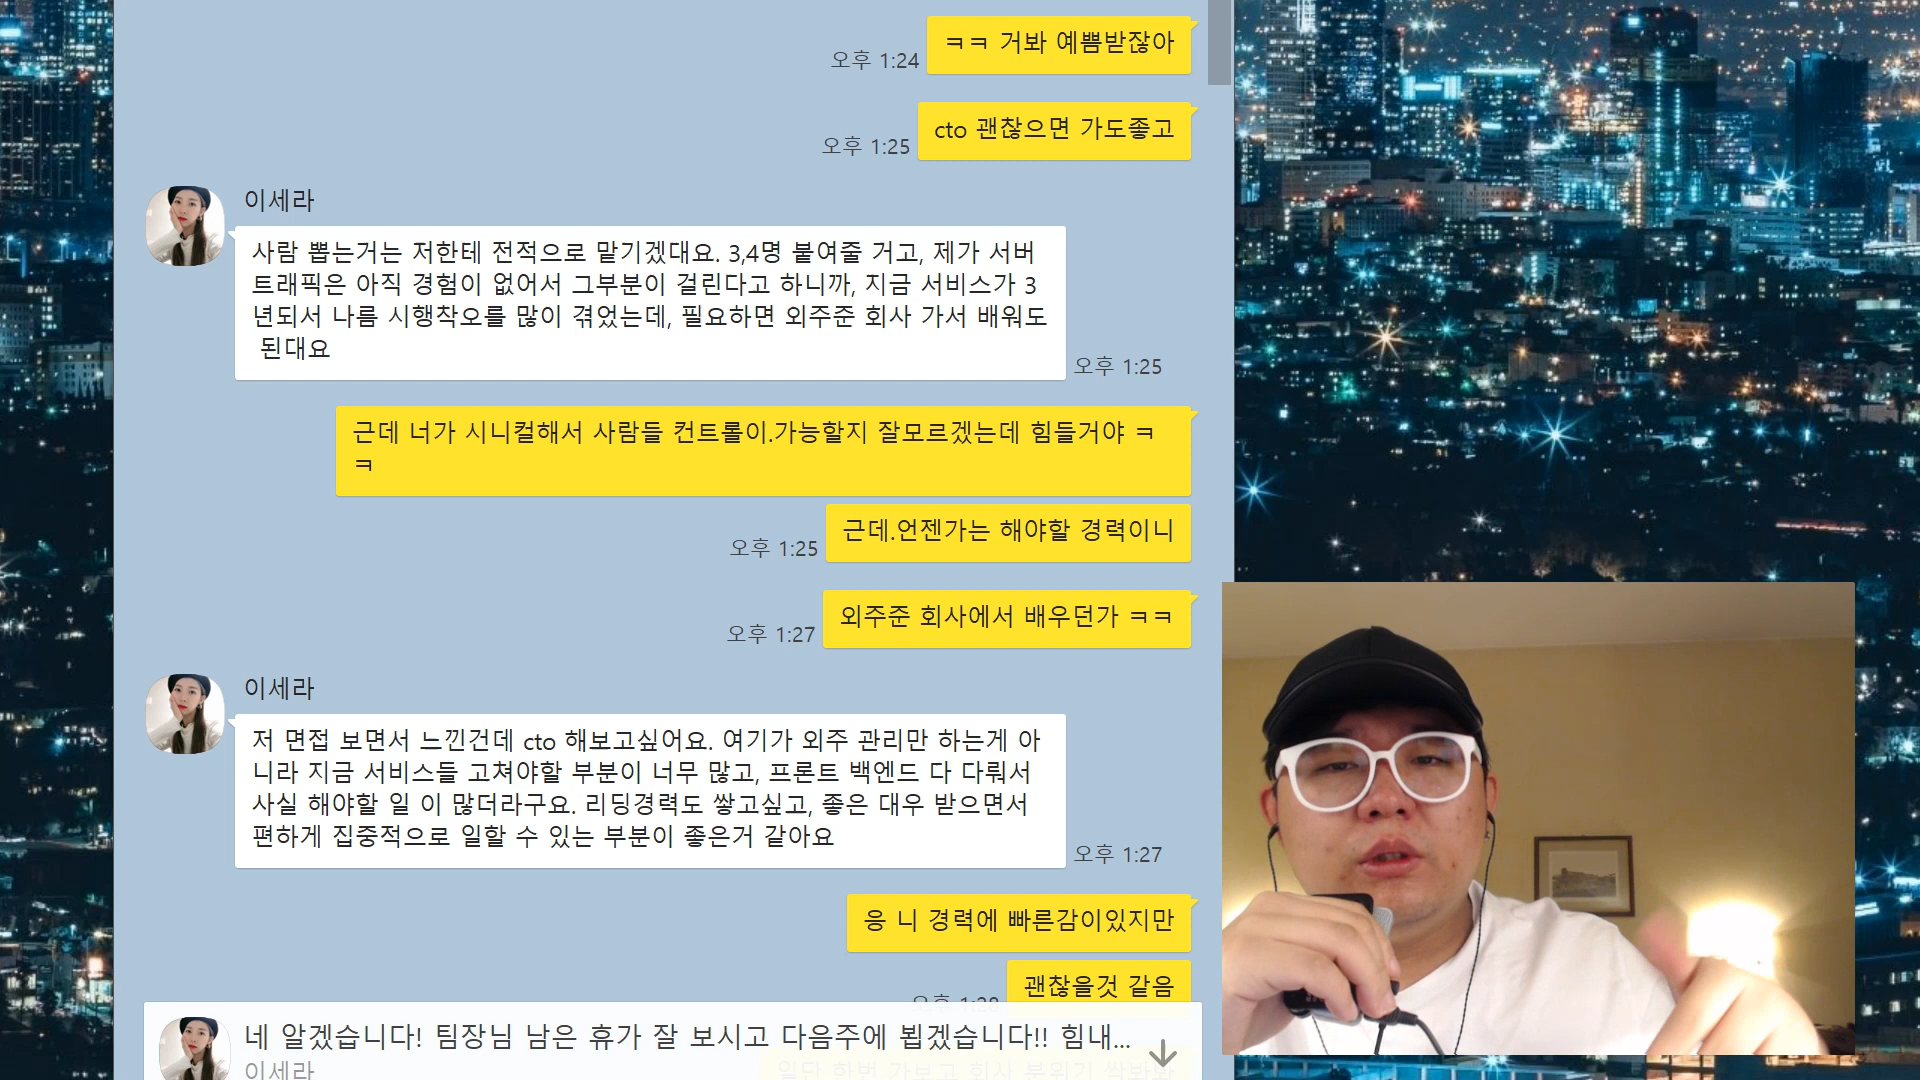 ㅋㅋ 거봐 예쁨받잖아
오후 1:24
cto 괜찮으면 가도좋고
오후 1:25
이세라
사람 뽑는거는 저한테 전적으로 맡기겠대요. 3,4명 붙여줄 거고, 제가 서버
트래픽은 아직 경험이 없어서 그부분이 걸린다고 하니까, 지금 서비스가 3
년되서 나름 시행착오를 많이 겪었는데, 필요하면 외주준 회사 가서 배워도
된대요
오후 1:25
근데 너가 시니컬해서 사람들 컨트롤이.가능할지 잘모르겠는데 힘들거야 ㅋ
ㅋ
근데.언젠가는 해야할 경력이니
오후 1:25
외주준 회사에서 배우던가 ㅋㅋ
오후 1:27
이세라
저 면접 보면서 느낀건데 cto 해보고싶어요. 여기가 외주 관리만 하는게 아
니라 지금 서비스들 고쳐야할 부분이 너무 많고, 프론트 백엔드 다 다뤄서
사실 해야할 일 이 많더라구요. 리딩경력도 쌓고싶고, 좋은 대우 받으면서
편하게 집중적으로 일할 수 있는 부분이 좋은거 같아요
오후 1:27
응 니 경력에 빠른감이있지만
괜찮을것 같음
오후 1:28
네 알겠습니다! 팀장님 남은 휴가 잘 보시고 다음주에 뵙겠습니다!! 힘내...
이세라
일단 한번 가보고 회사 분위기